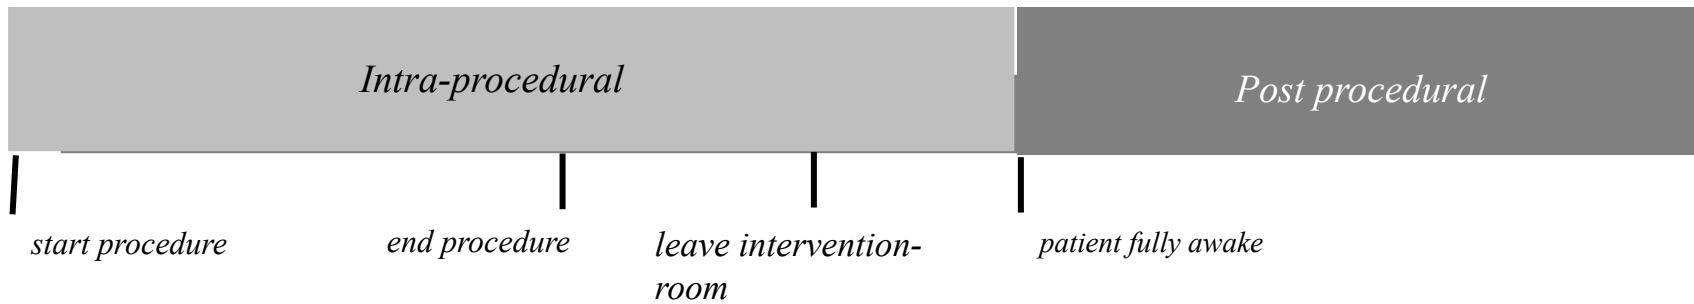 Intra-procedural
Post procedural
start procedure
end procedure
leave intervention-
room
patient fully awake